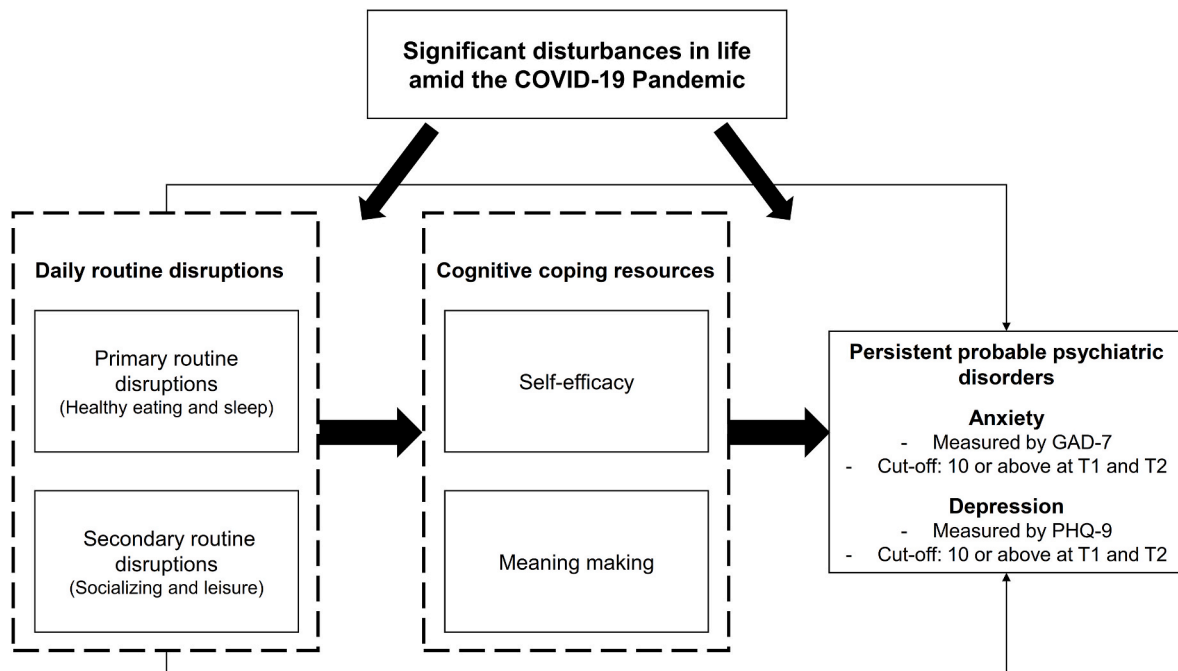 Significant disturbances in life
amid the COVID-19 Pandemic
Daily routine disruptions
Primary routine
disruptions
(Healthy eating and sleep)
Secondary routine
disruptions
(Socializing and leisure)
Cognitive coping resources
Self-efficacy
Meaning making
Persistent probable psychiatric
disorders
Anxiety
- Measured by GAD-7
- Cut-off: 10 or above at T1 and T2
Depression
- Measured by PHQ-9
- Cut-off: 10 or above at T1 and T2